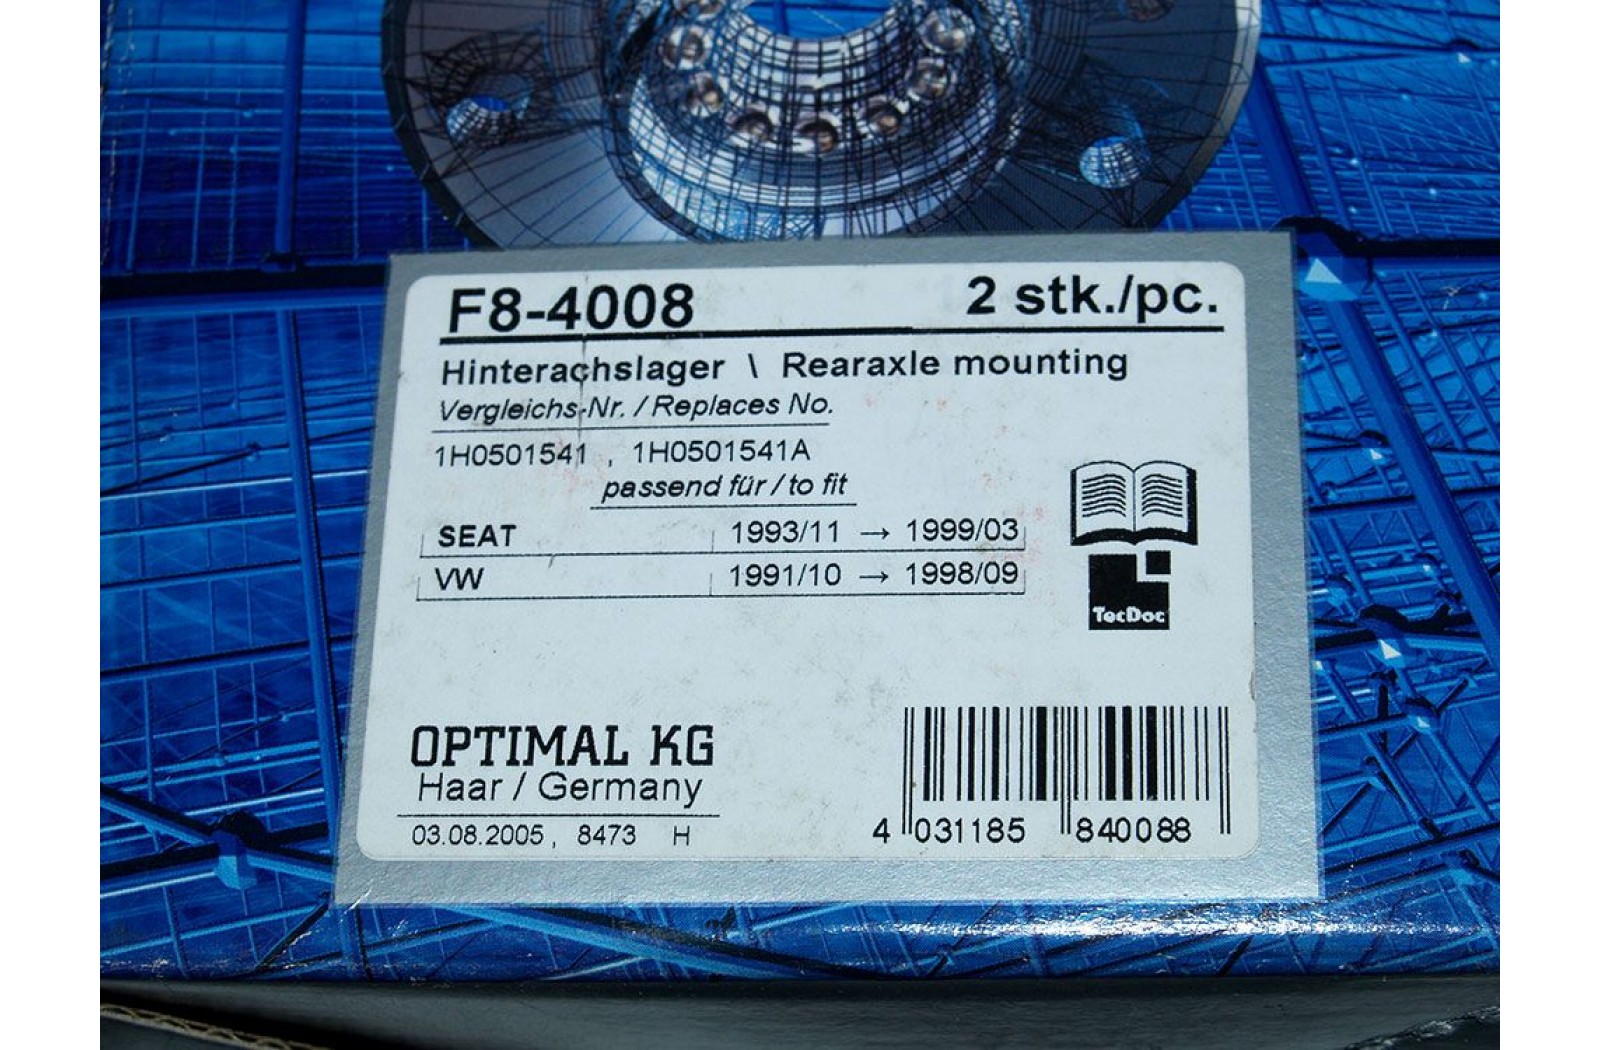 F8-4008 2 stk./pc.
Hinterachslager \ Rearaxle mounting
Vergleichs-Nr. / Replaces No.
1H0501541 , 1H0501541A
passend für / to fit
SEAT 1993/11 → 1999/03
VW 1991/10 → 1998/09
TecDoc
OPTIMAL KG
Haar / Germany
03.08.2005, 8473 H
4 031185 840088